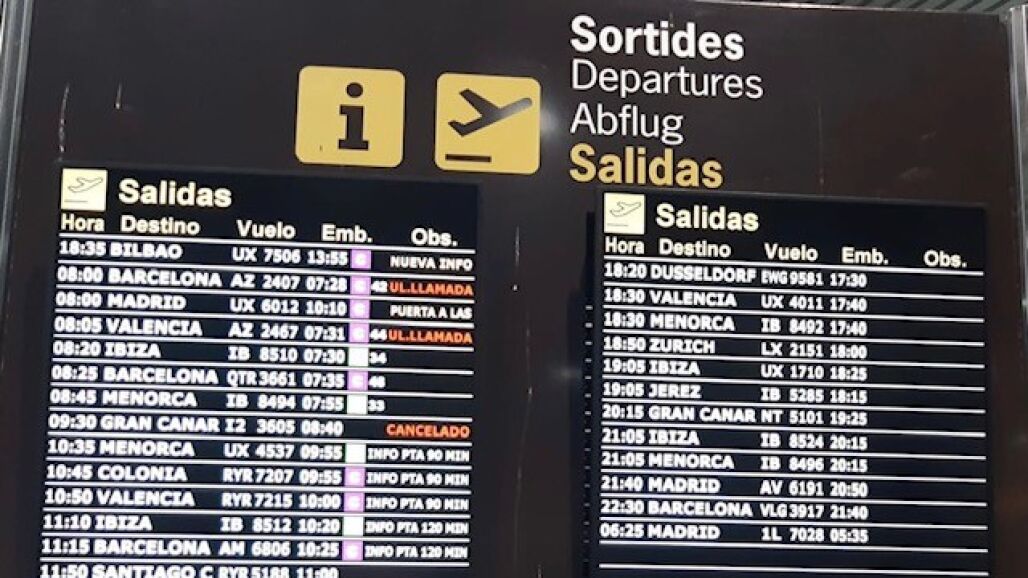 Sortides
Departures
Abflug
Salidas
i
Salidas
Hora Destino Vuelo Emb. Obs.
18:35 BILBAO UX 7506 13:55 C NUEVA INFO
08:00 BARCELONA AZ 2407 07:28 C 42 UL.LLAMADA
08:00 MADRID UX 6012 10:10 C PUERTA A LAS
08:05 VALENCIA AZ 2467 07:31 C 44 UL.LLAMADA
08:20 IBIZA IB 8510 07:30 34
08:25 BARCELONA QTR 3661 07:35 C 48
08:45 MENORCA IB 8494 07:55 33
09:30 GRAN CANAR I2 3605 08:40 CANCELADO
10:35 MENORCA UX 4537 09:55 INFO PTA 90 MIN
10:45 COLONIA RYR 7207 09:55 C INFO PTA 90 MIN
10:50 VALENCIA RYR 7215 10:00 C INFO PTA 90 MIN
11:10 IBIZA IB 8512 10:20 INFO PTA 120 MIN
11:15 BARCELONA AM 6806 10:25 C INFO PTA 120 MIN
11:50 SANTIAGO C RYR 5188 11:00
Salidas
Hora Destino Vuelo Emb. Obs.
18:20 DUSSELDORF EWG 9581 17:30
18:30 VALENCIA UX 4011 17:40
18:30 MENORCA IB 8492 17:40
18:50 ZURICH LX 2151 18:00
19:05 IBIZA UX 1710 18:25
19:05 JEREZ IB 5285 18:15
20:15 GRAN CANAR NT 5101 19:25
21:05 IBIZA IB 8524 20:15
21:05 MENORCA IB 8496 20:15
21:40 MADRID AV 6191 20:50
22:30 BARCELONA VLG 3917 21:40
06:25 MADRID 1L 7028 05:35